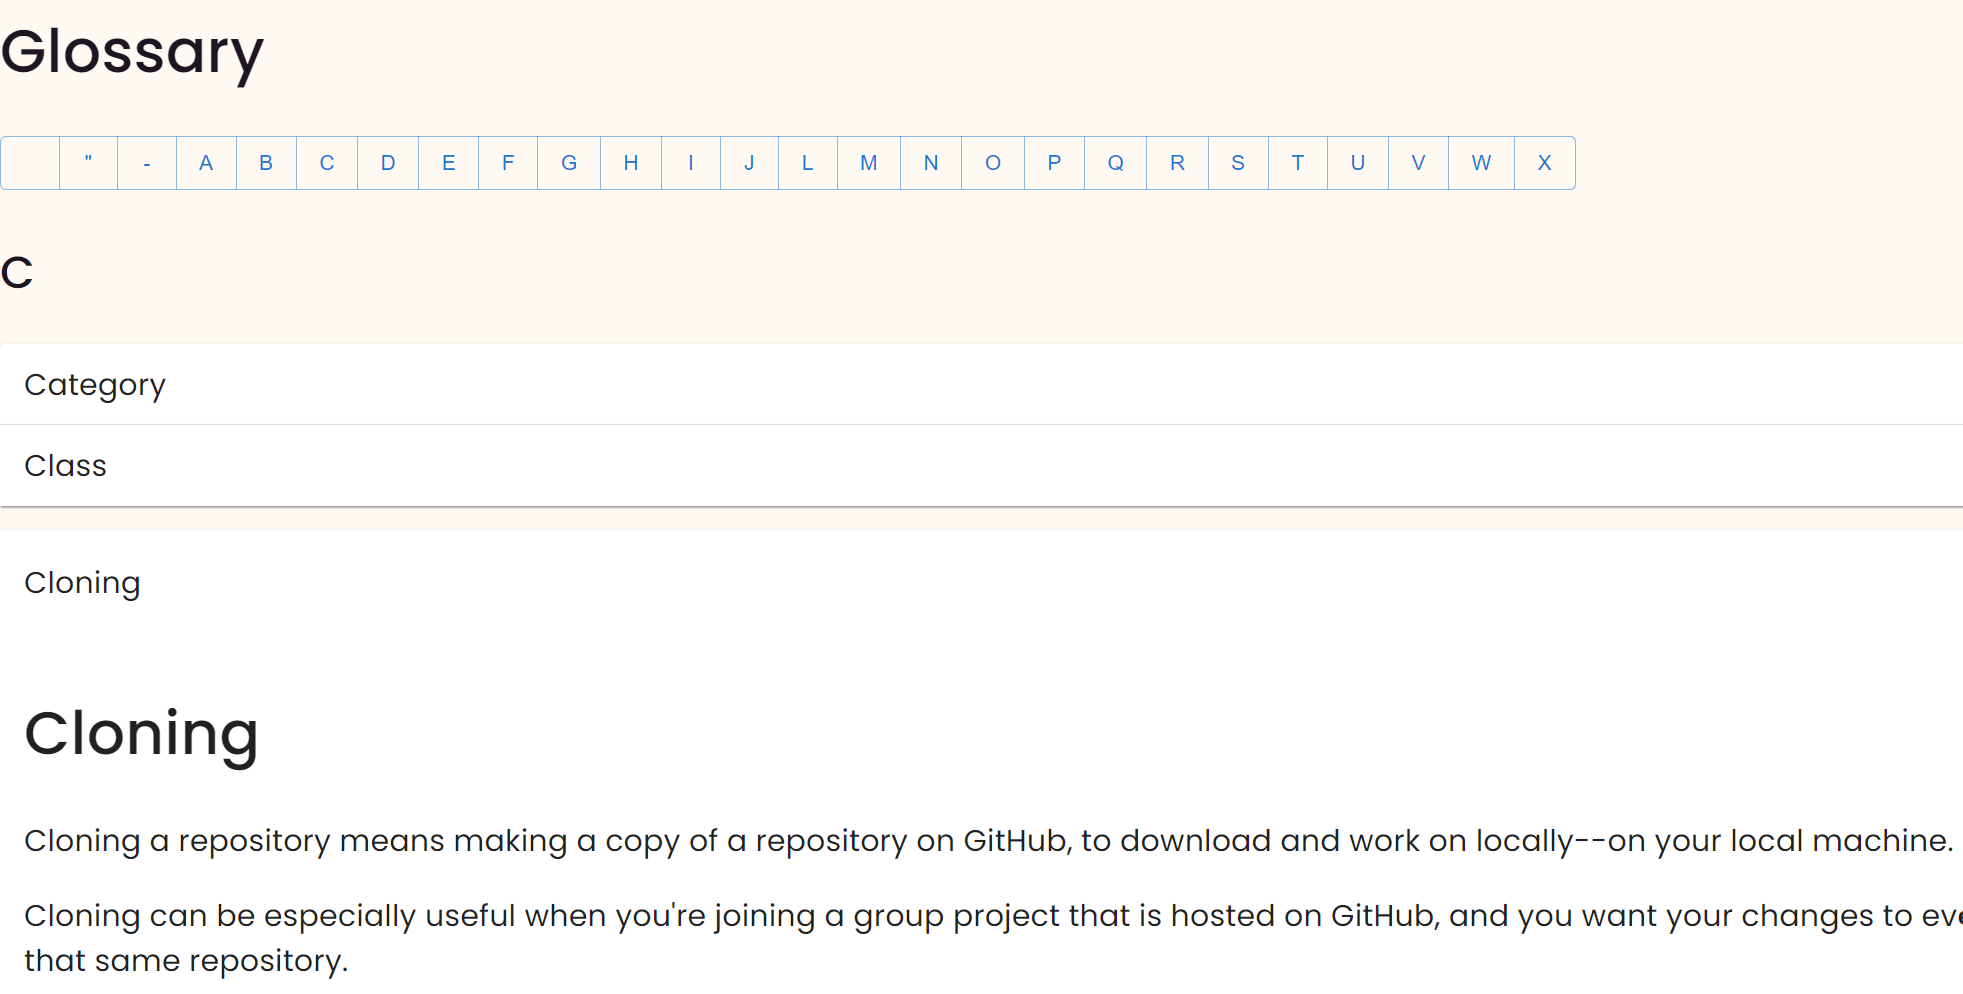 Glossary
" - A B C D E F G H I J L M N O P Q R S T U V W X
C
Category
Class
Cloning
Cloning
Cloning a repository means making a copy of a repository on GitHub, to download and work on locally--on your local machine.
Cloning can be especially useful when you're joining a group project that is hosted on GitHub, and you want your changes to
that same repository.